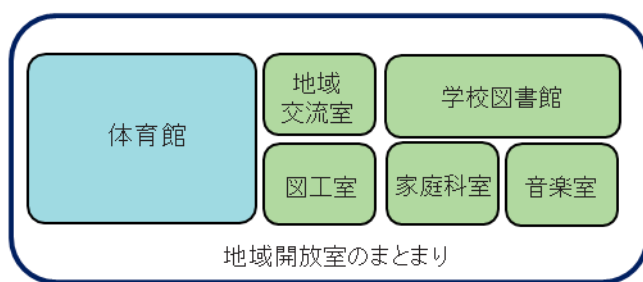 体育館
地域
交流室
学校図書館
図工室
家庭科室
音楽室
地域開放室のまとまり